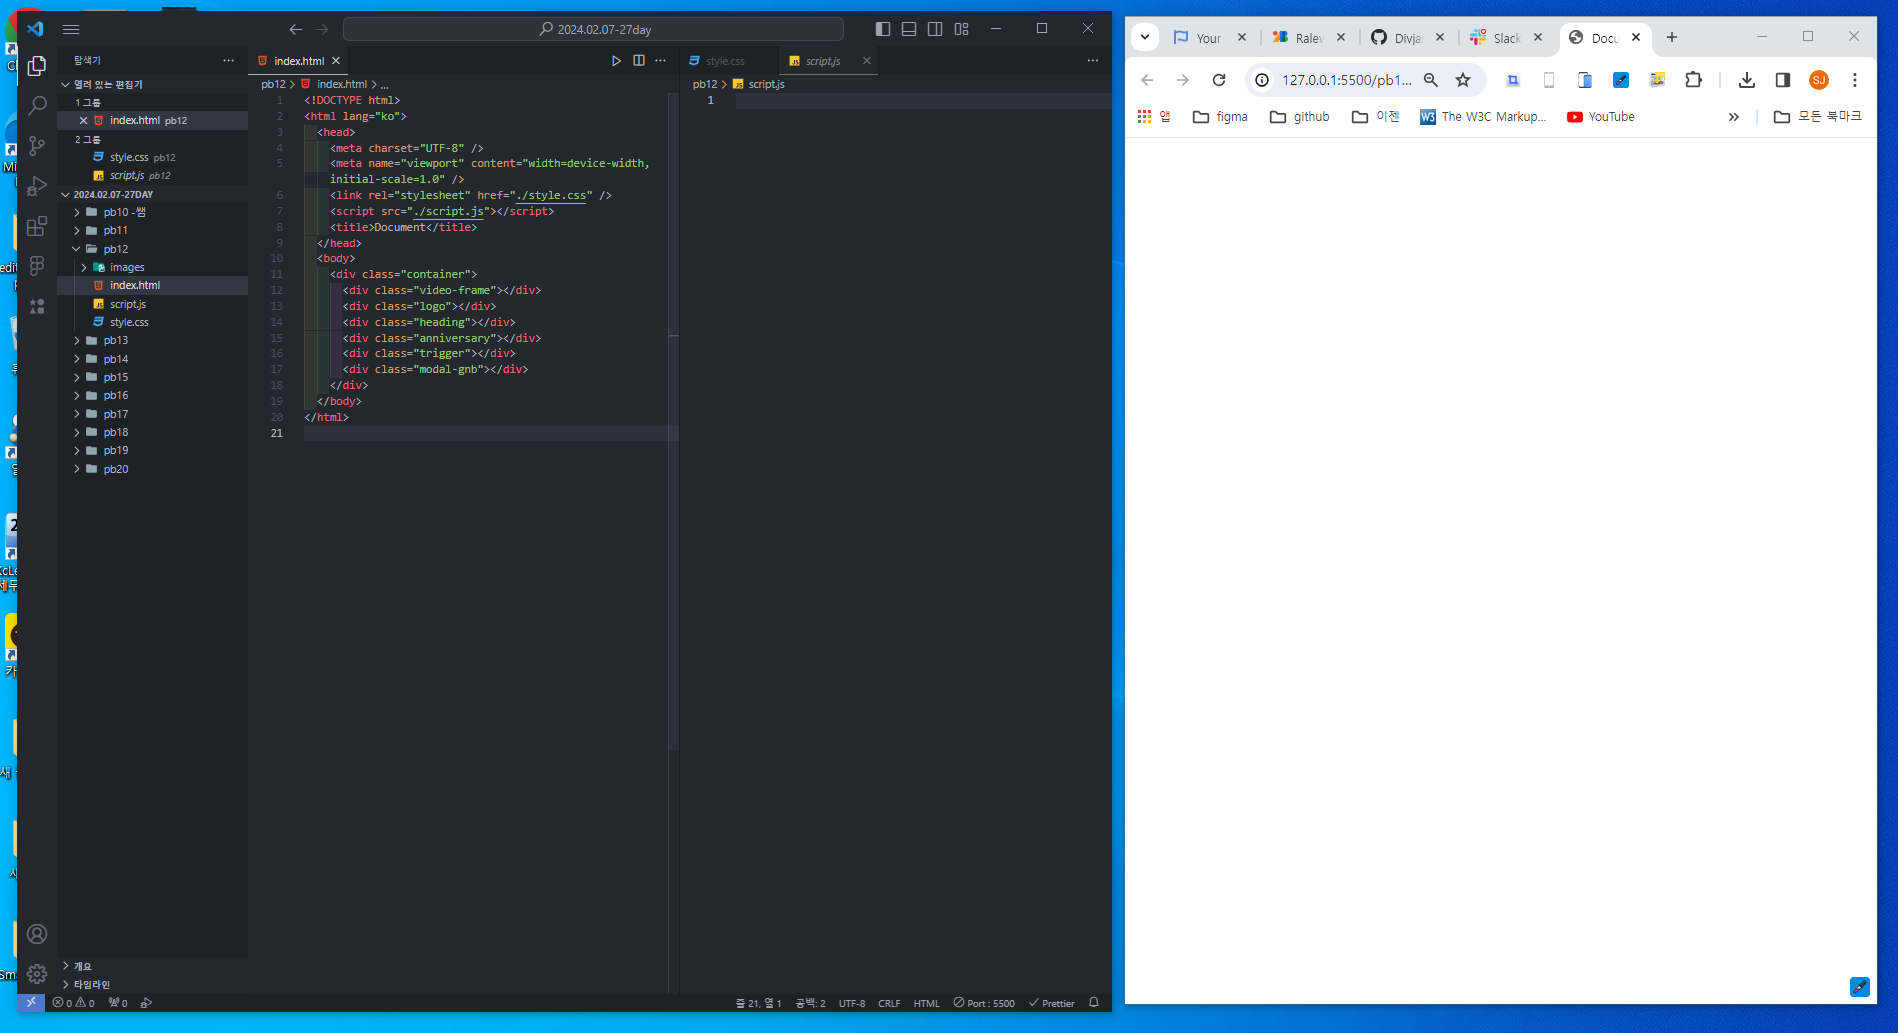 2024.02.07-27day
탐색기
열려 있는 편집기
1 그룹
index.html pb12
2 그룹
style.css pb12
script.js pb12
2024.02.07-27DAY
pb10 -쌤
pb11
pb12
images
index.html
script.js
style.css
pb13
pb14
pb15
pb16
pb17
pb18
pb19
pb20
개요
타임라인
index.html
pb12 > index.html > ...
1 <!DOCTYPE html>
2 <html lang="ko">
3 <head>
4 <meta charset="UTF-8" />
5 <meta name="viewport" content="width=device-width,
initial-scale=1.0" />
6 <link rel="stylesheet" href="./style.css" />
7 <script src="./script.js"></script>
8 <title>Document</title>
9 </head>
10 <body>
11 <div class="container">
12 <div class="video-frame"></div>
13 <div class="logo"></div>
14 <div class="heading"></div>
15 <div class="anniversary"></div>
16 <div class="trigger"></div>
17 <div class="modal-gnb"></div>
18 </div>
19 </body>
20 </html>
21
style.css
script.js
pb12 > script.js
1
0 0 0
줄 21, 열 1 공백: 2 UTF-8 CRLF HTML Port : 5500 Prettier
Your
Divja
Slack
127.0.0.1:5500/pb1...
SJ
앱
figma
github
이젠
W3 The W3C Markup...
YouTube
모든 북마크